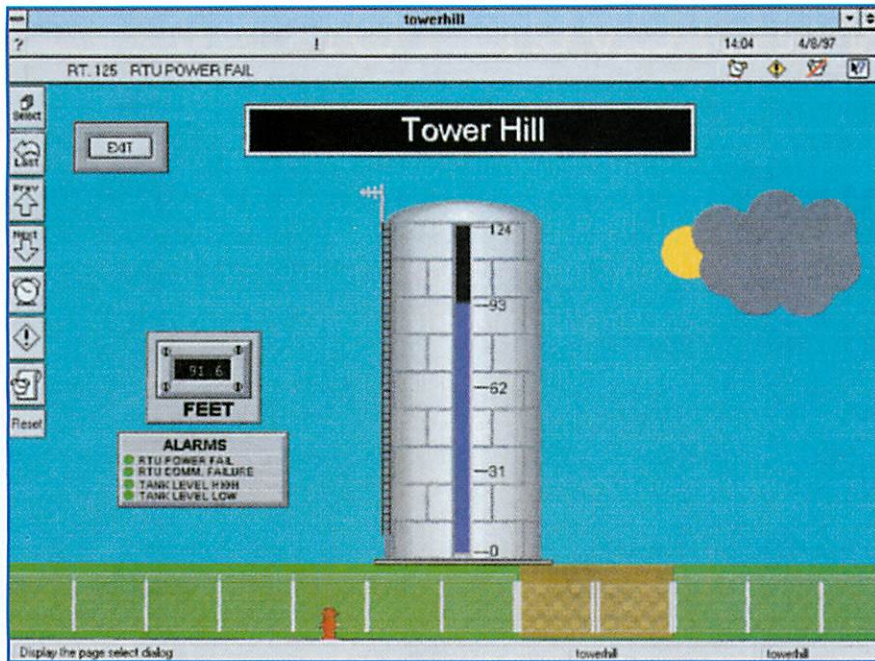 towerhill
? ! 14:04 4/8/97
RT. 125 RTU POWER FAIL
Select
EXIT
Tower Hill
Last
Prev
Next
124
93
62
31
0
91.6
FEET
Reset
ALARMS
RTU POWER FAIL
RTU COMM. FAILURE
TANK LEVEL HIGH
TANK LEVEL LOW
Display the page select dialog towerhill towerhill